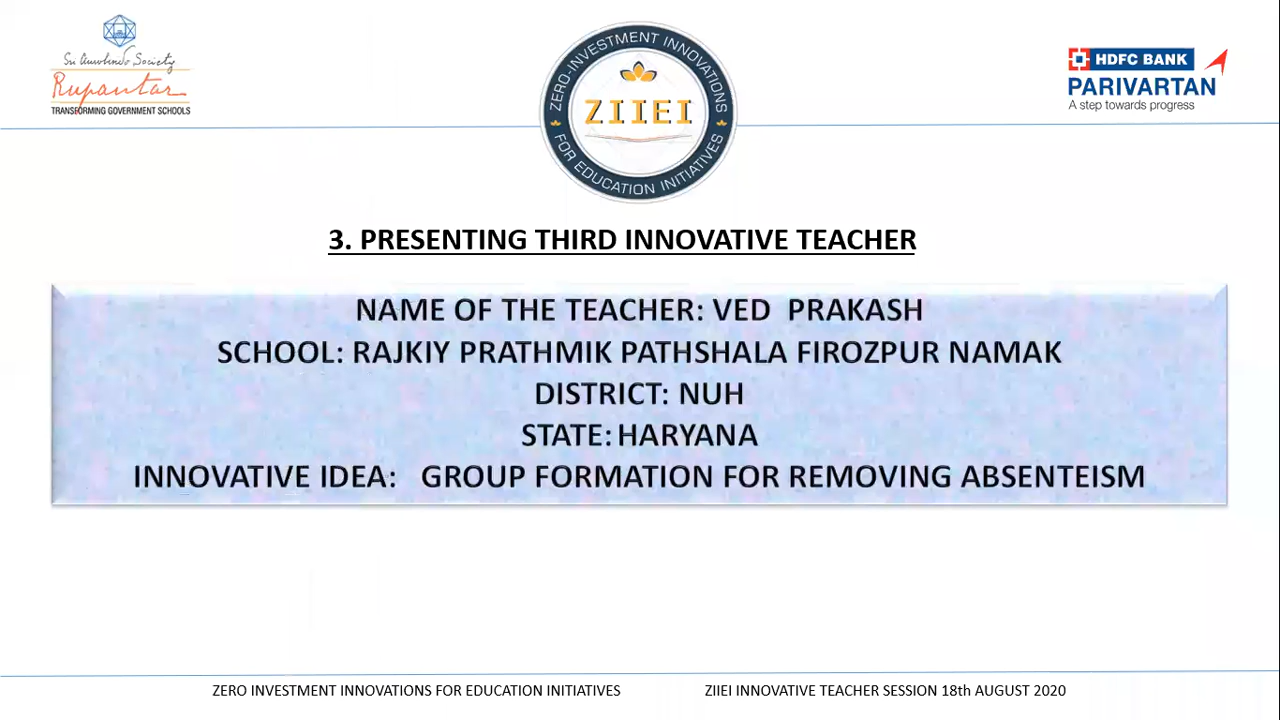 Sri Aurobindo Society
Rupantar
TRANSFORMING GOVERNMENT SCHOOLS
ZERO-INVESTMENT INNOVATIONS
ZIIEI
FOR EDUCATION INITIATIVES
HDFC BANK
PARIVARTAN
A step towards progress
3. PRESENTING THIRD INNOVATIVE TEACHER
NAME OF THE TEACHER: VED PRAKASH
SCHOOL: RAJKIY PRATHMIK PATHSHALA FIROZPUR NAMAK
DISTRICT: NUH
STATE: HARYANA
INNOVATIVE IDEA: GROUP FORMATION FOR REMOVING ABSENTEISM
ZERO INVESTMENT INNOVATIONS FOR EDUCATION INITIATIVES
ZIIEI INNOVATIVE TEACHER SESSION 18th AUGUST 2020